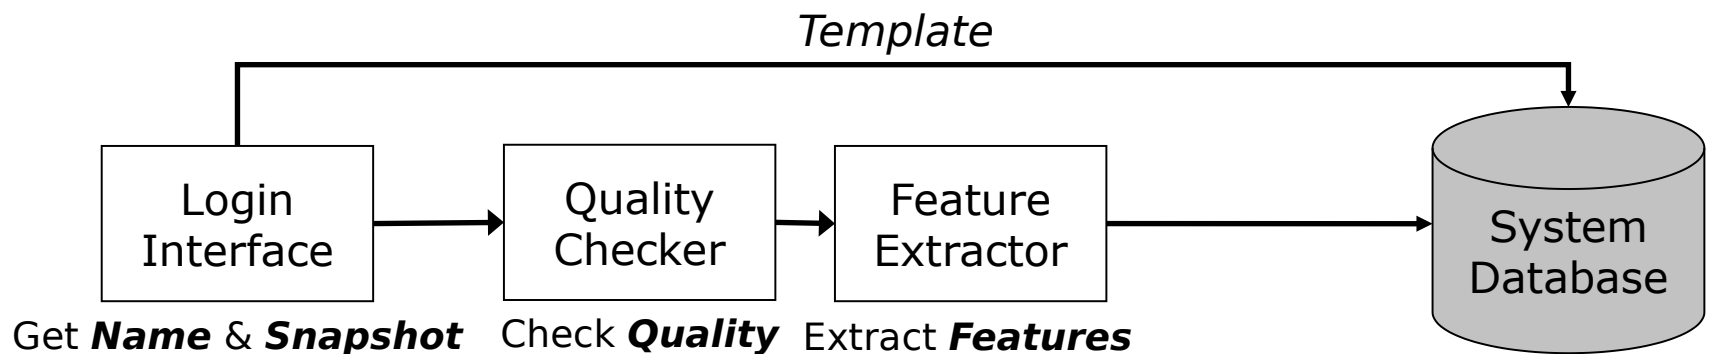 Template
Login
Interface
Quality
Checker
Feature
Extractor
System
Database
Get Name & Snapshot
Check Quality
Extract Features